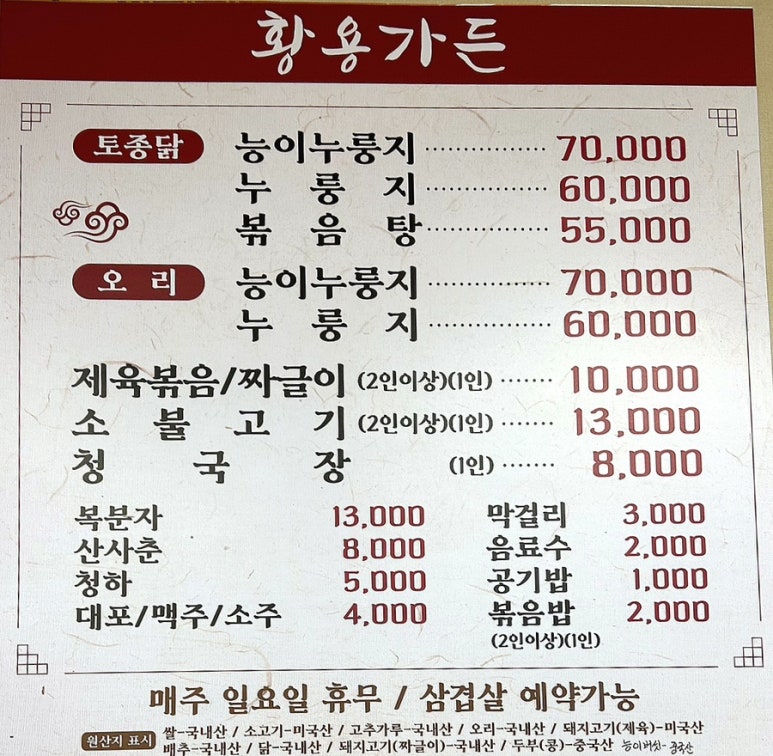 황용가든
토종닭 능이누룽지 70,000
누룽지 60,000
볶음탕 55,000
오리 능이누룽지 70,000
누룽지 60,000
제육볶음/짜글이 (2인이상)(1인) 10,000
소불고기 (2인이상)(1인) 13,000
청국장 (1인) 8,000
복분자 13,000 막걸리 3,000
산사춘 8,000 음료수 2,000
청하 5,000 공기밥 1,000
대포/맥주/소주 4,000 볶음밥 2,000
(2인이상)(1인)
매주 일요일 휴무 / 삼겹살 예약가능
원산지 표시 쌀-국내산 / 소고기-미국산 / 고추가루-국내산 / 오리-국내산 / 돼지고기(제육)-미국산
배추-국내산 / 닭-국내산 / 돼지고기(짜글이)-국내산 / 두부(콩)-중국산 능이버섯-중국산